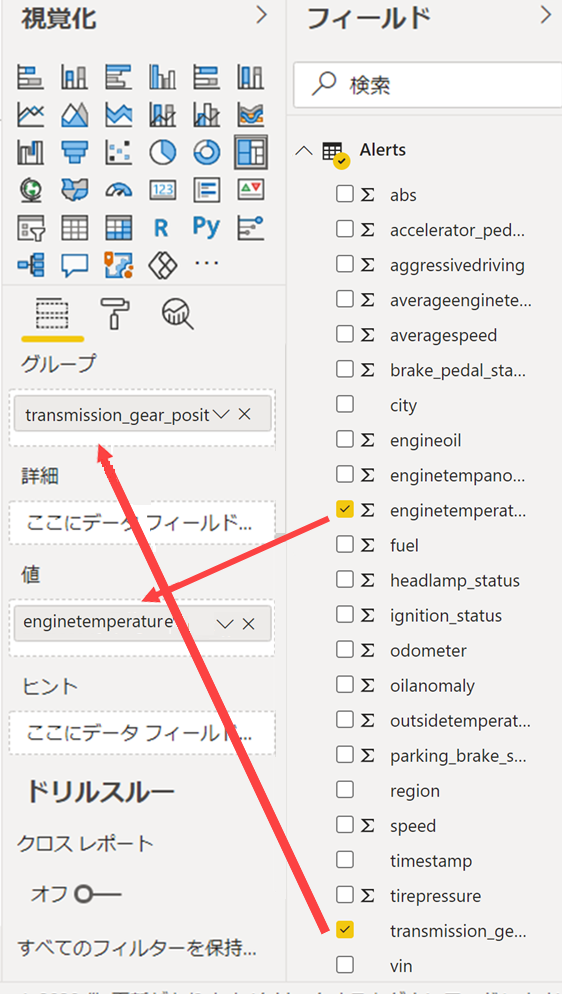 視覚化
123
R
Py
グループ
transmission_gear_posit
詳細
ここにデータ フィールド...
値
enginetemperature
ヒント
ここにデータ フィールド...
ドリルスルー
クロス レポート
オフ
すべてのフィルターを保持...
フィールド
検索
Alerts
Σ abs
Σ accelerator_ped...
Σ aggressivedriving
Σ averageenginete...
Σ averagespeed
Σ brake_pedal_sta...
city
Σ engineoil
Σ enginetempano...
Σ enginetemperat...
Σ fuel
Σ headlamp_status
Σ ignition_status
Σ odometer
Σ oilanomaly
Σ outsidetemperat...
Σ parking_brake_s...
region
Σ speed
timestamp
Σ tirepressure
transmission_ge...
vin